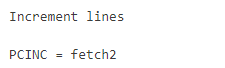 Increment lines
PCINC = fetch2